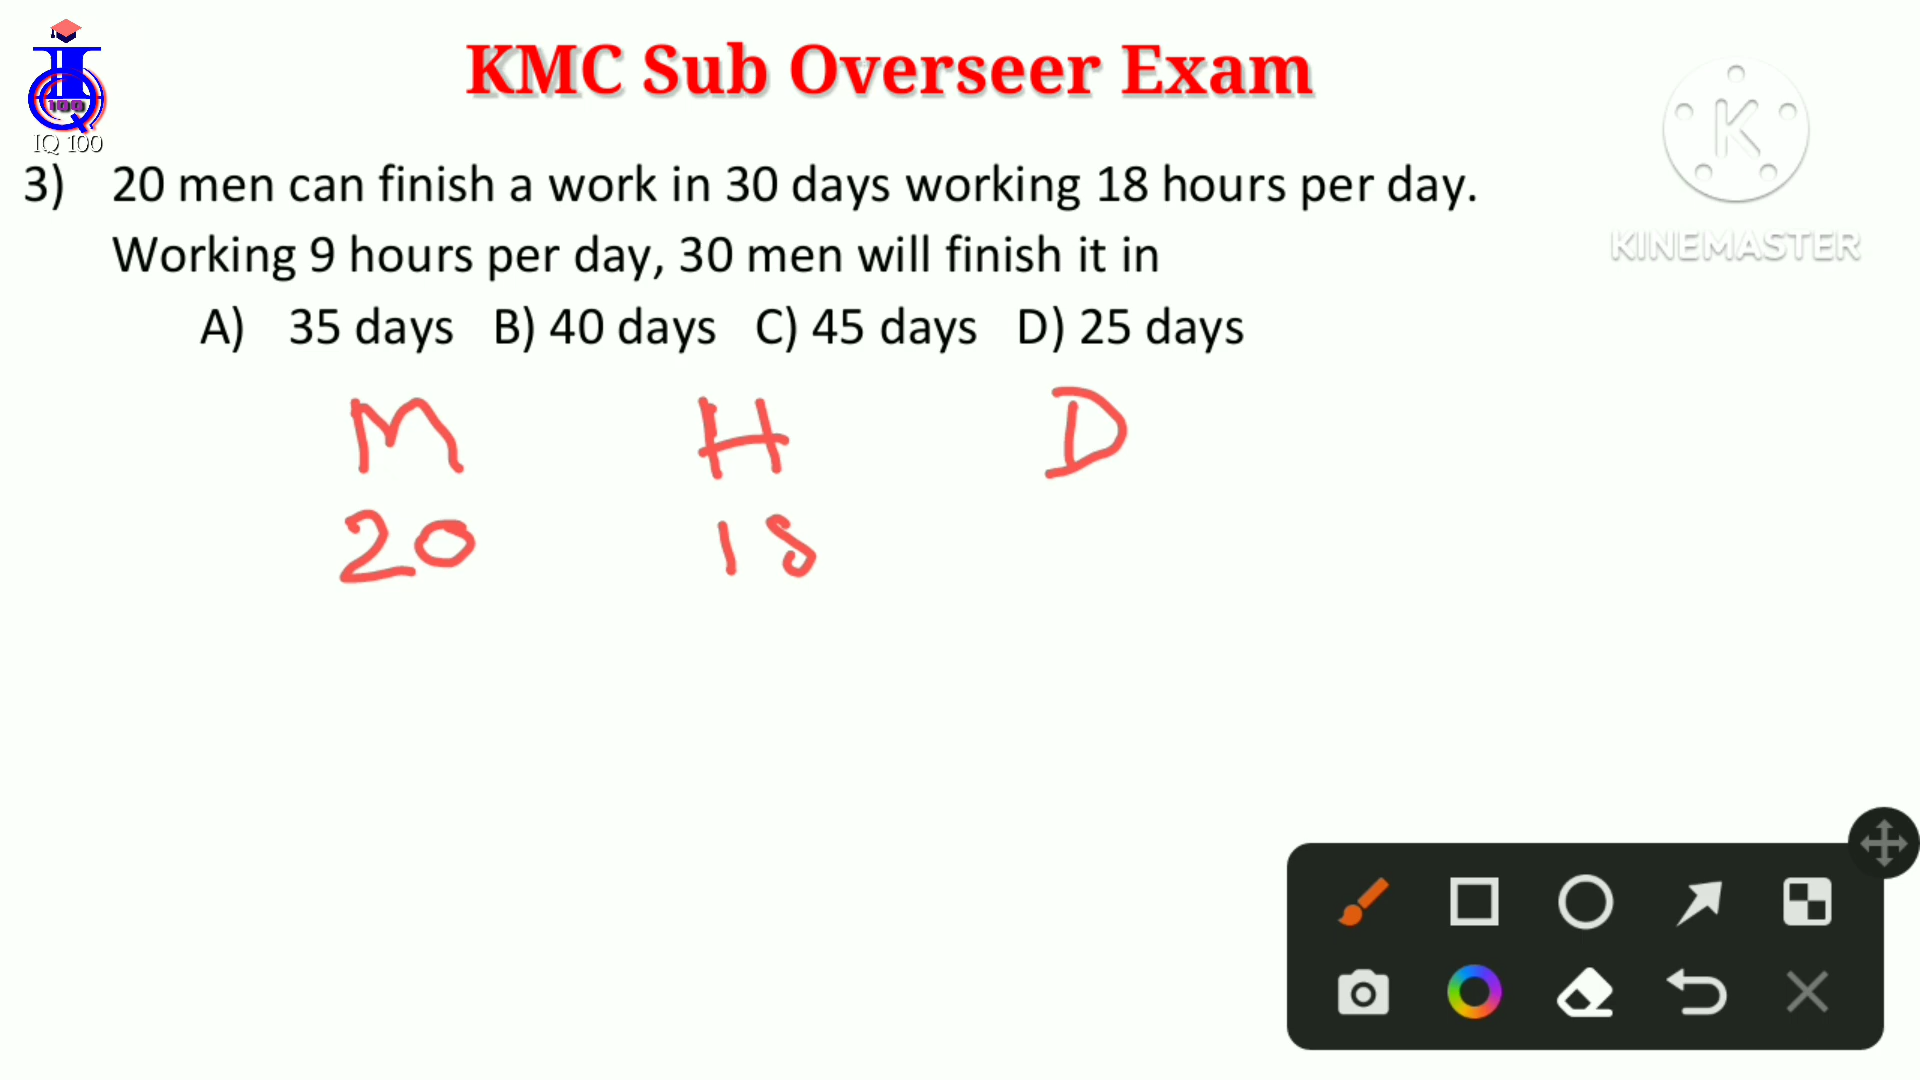 KMC Sub Overseer Exam
100
IQ 100
KINEMASTER
3) 20 men can finish a work in 30 days working 18 hours per day.
Working 9 hours per day, 30 men will finish it in
A) 35 days B) 40 days C) 45 days D) 25 days
M H D
20 18